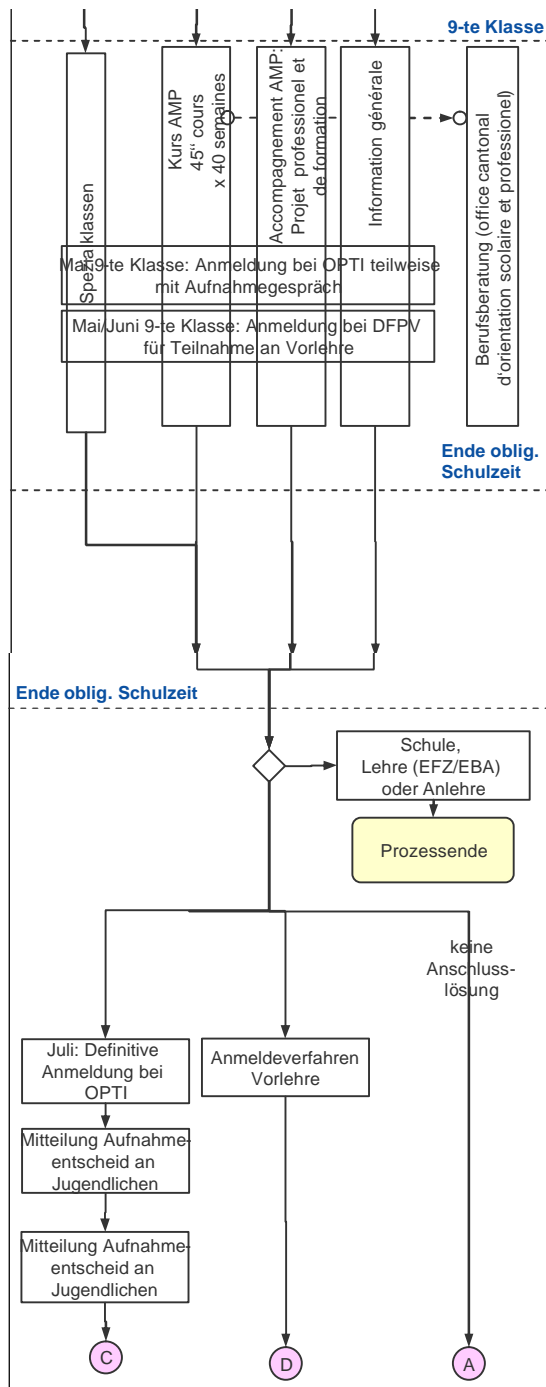 9-te Klasse
Spezialklassen
Kurs AMP
45“ cours
x 40 semaines
Accompagnement AMP:
Projet professionel et
de formation
Information générale
Berufsberatung (office cantonal
d‘orientation scolaire et professionel)
Mai 9-te Klasse: Anmeldung bei OPTI teilweise
mit Aufnahmegespräch
Mai/Juni 9-te Klasse: Anmeldung bei DFPV
für Teilnahme an Vorlehre
Ende oblig.
Schulzeit
Ende oblig. Schulzeit
Schule,
Lehre (EFZ/EBA)
oder Anlehre
Prozessende
keine
Anschluss-
lösung
Juli: Definitive
Anmeldung bei
OPTI
Anmeldeverfahren
Vorlehre
Mitteilung Aufnahme-
entscheid an
Jugendlichen
Mitteilung Aufnahme-
entscheid an
Jugendlichen
C
D
A